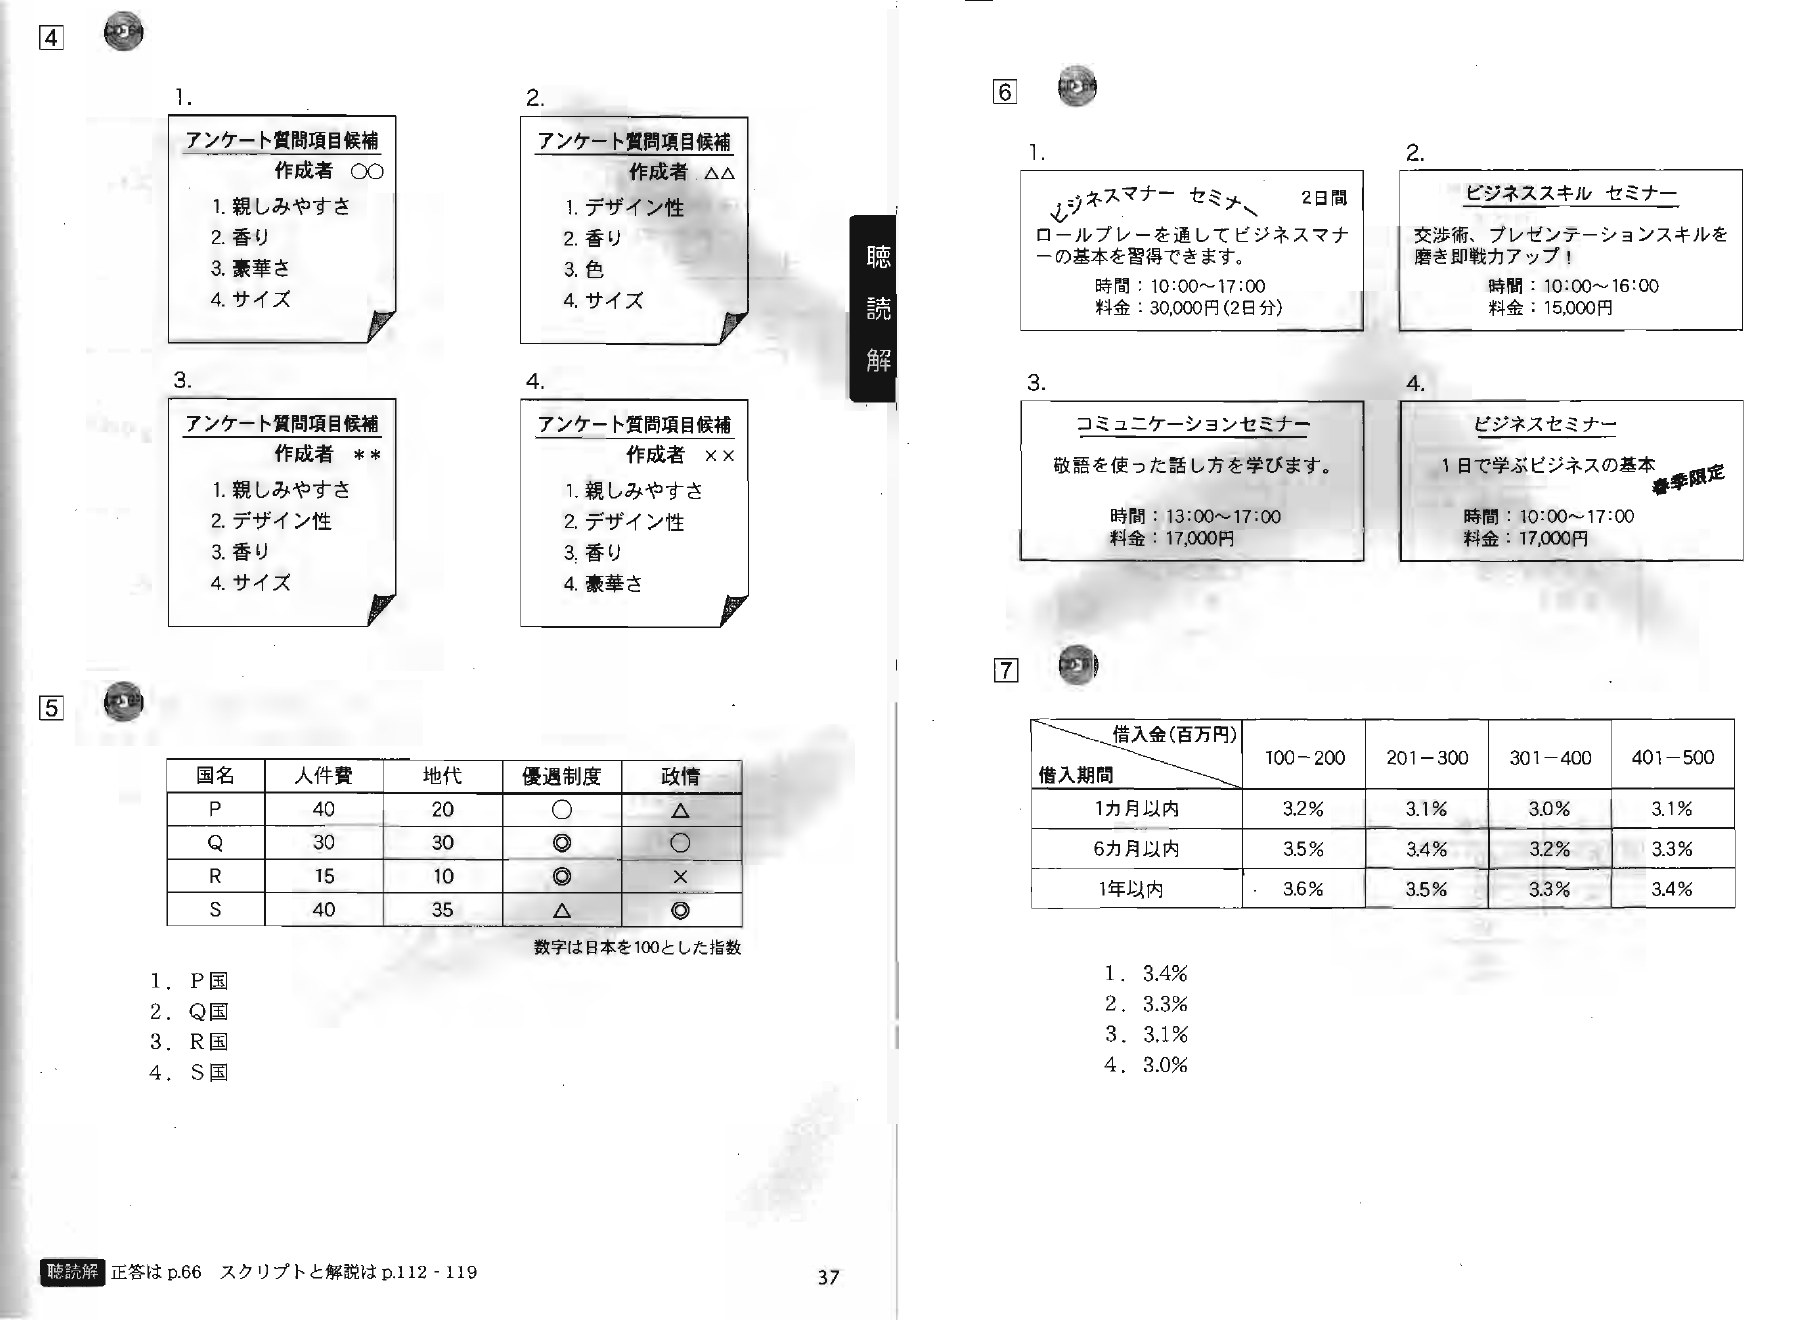 4
1.
アンケート質問項目候補
作成者 ○○
1. 親しみやすさ
2. 香り
3. 豪華さ
4. サイズ
2.
アンケート質問項目候補
作成者 △△
1. デザイン性
2. 香り
3. 色
4. サイズ
3.
アンケート質問項目候補
作成者 **
1. 親しみやすさ
2. デザイン性
3. 香り
4. サイズ
4.
アンケート質問項目候補
作成者 ××
1. 親しみやすさ
2. デザイン性
3. 香り
4. 豪華さ
聴読解
5
国名 人件費 地代 優遇制度 政情
P 40 20 ○ △
Q 30 30 ◎ ○
R 15 10 ◎ ×
S 40 35 △ ◎
数字は日本を100とした指数
1. P国
2. Q国
3. R国
4. S国
聴読解 正答は p.66 スクリプトと解説は p.112 - 119
37
6
1.
ビジネスマナー セミナー 2日間
ロールプレーを通してビジネスマナ
ーの基本を習得できます。
時間：10:00〜17:00
料金：30,000円(2日分)
2.
ビジネススキル セミナー
交渉術、プレゼンテーションスキルを
磨き即戦力アップ！
時間：10:00〜16:00
料金：15,000円
3.
コミュニケーションセミナー
敬語を使った話し方を学びます。
時間：13:00〜17:00
料金：17,000円
4.
ビジネスセミナー
1日で学ぶビジネスの基本
春季限定
時間：10:00〜17:00
料金：17,000円
7
借入金(百万円)
借入期間
100－200 201－300 301－400 401－500
1カ月以内 3.2% 3.1% 3.0% 3.1%
6カ月以内 3.5% 3.4% 3.2% 3.3%
1年以内 3.6% 3.5% 3.3% 3.4%
1. 3.4%
2. 3.3%
3. 3.1%
4. 3.0%